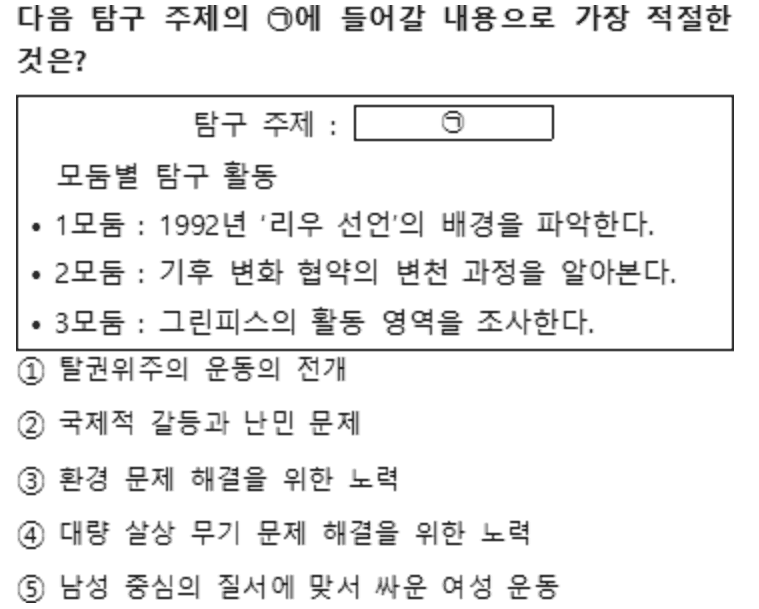 다음 탐구 주제의 ㉠에 들어갈 내용으로 가장 적절한
것은?
탐구 주제 : ㉠
모둠별 탐구 활동
• 1모둠 : 1992년 ‘리우 선언’의 배경을 파악한다.
• 2모둠 : 기후 변화 협약의 변천 과정을 알아본다.
• 3모둠 : 그린피스의 활동 영역을 조사한다.
① 탈권위주의 운동의 전개
② 국제적 갈등과 난민 문제
③ 환경 문제 해결을 위한 노력
④ 대량 살상 무기 문제 해결을 위한 노력
⑤ 남성 중심의 질서에 맞서 싸운 여성 운동